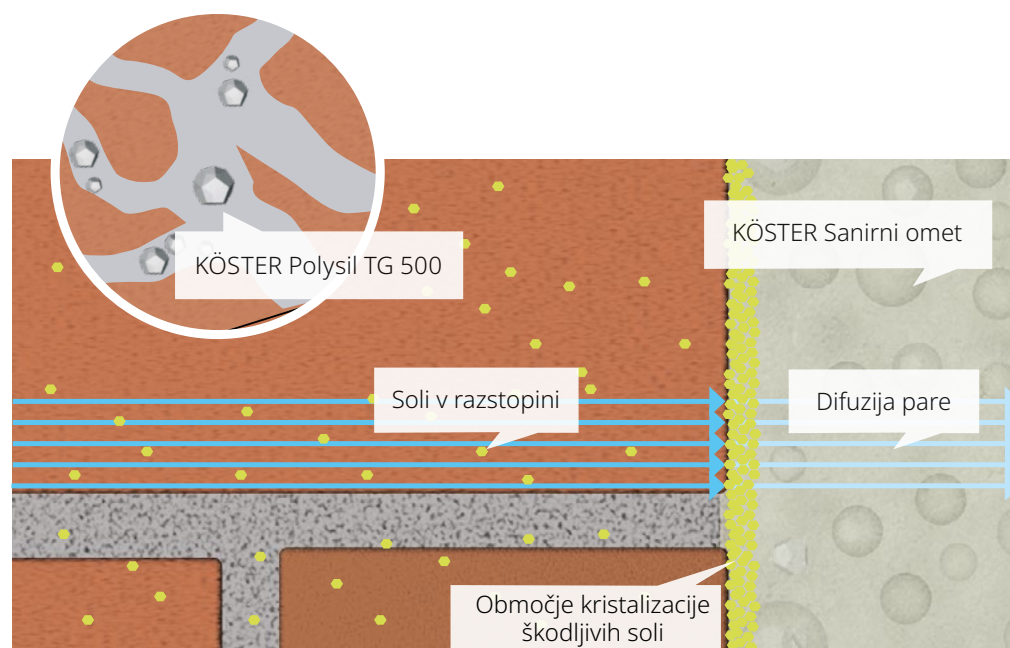 KÖSTER Sanirni omet
KÖSTER Polysil TG 500
Soli v razstopini
Difuzija pare
Območje kristalizacije
škodljivih soli